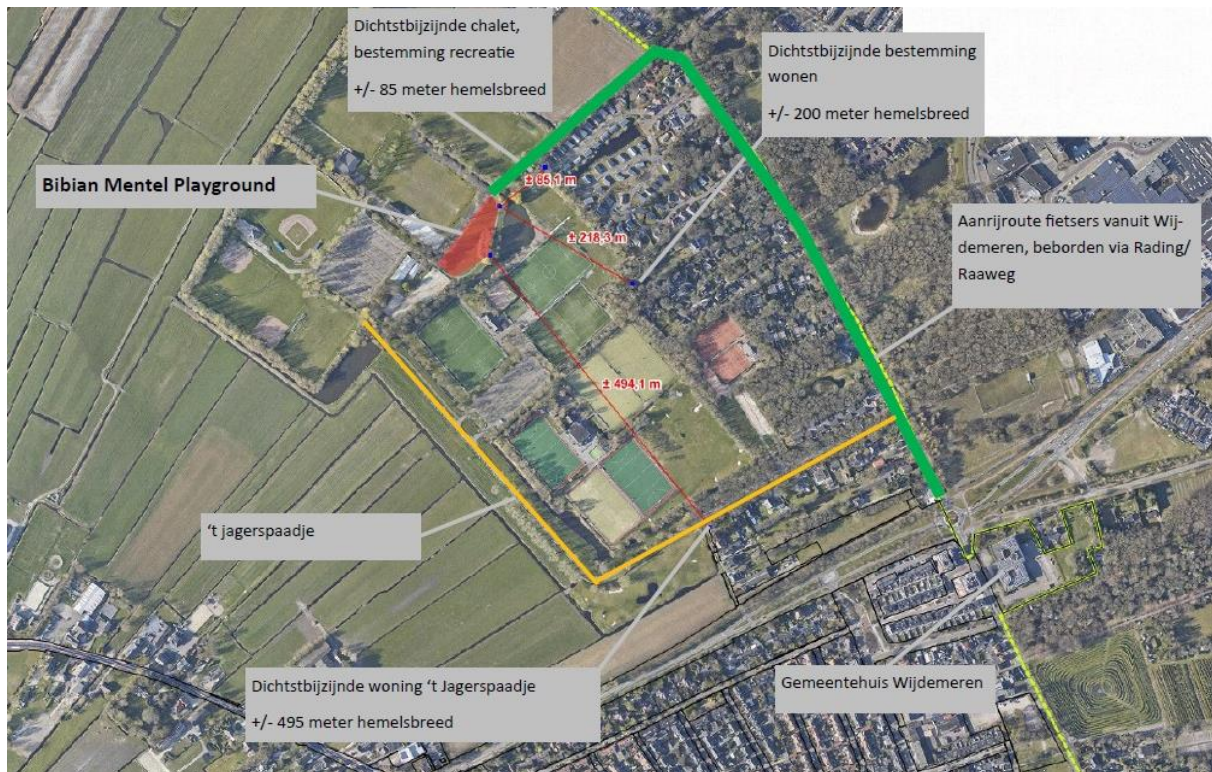 Dichtstbijzijnde chalet,
bestemming recreatie
+/- 85 meter hemelsbreed
Dichtstbijzijnde bestemming
wonen
+/- 200 meter hemelsbreed
Bibian Mentel Playground
± 85,1 m
± 218,3 m
Aanrijroute fietsers vanuit Wij-
demeren, beborden via Rading/
Raaweg
± 494,1 m
't jagerspaadje
Dichtstbijzijnde woning 't Jagerspaadje
+/- 495 meter hemelsbreed
Gemeentehuis Wijdemeren